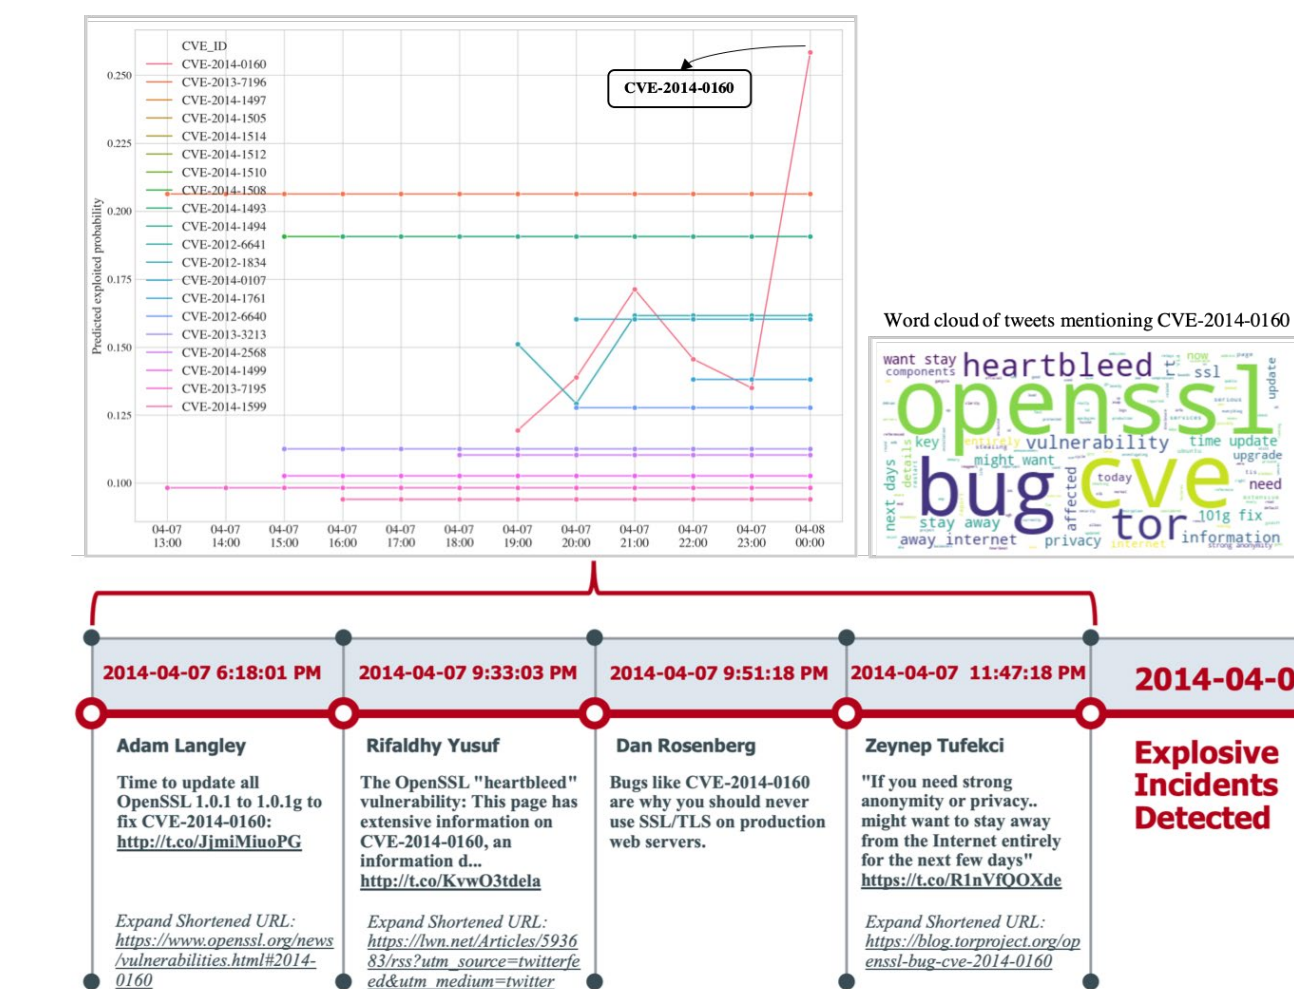 CVE_ID
CVE-2014-0160
CVE-2013-7196
CVE-2014-1497
CVE-2014-1505
CVE-2014-1514
CVE-2014-1512
CVE-2014-1510
CVE-2014-1508
CVE-2014-1493
CVE-2014-1494
CVE-2012-6641
CVE-2012-1834
CVE-2014-0107
CVE-2014-1761
CVE-2012-6640
CVE-2013-3213
CVE-2014-2568
CVE-2014-1499
CVE-2013-7195
CVE-2014-1599
CVE-2014-0160
Predicted exploited probability
0.250
0.225
0.200
0.175
0.150
0.125
0.100
04-07 04-07 04-07 04-07 04-07 04-07 04-07 04-07 04-07 04-07 04-07 04-08
13:00 14:00 15:00 16:00 17:00 18:00 19:00 20:00 21:00 22:00 23:00 00:00
Word cloud of tweets mentioning CVE-2014-0160
want stay heartbleed rt now page
components ssl update
openssl
key entirely vulnerability time update
details might want upgrade
next days bug affected today cve need
stay away tor 101g fix
away internet privacy internet information
strong anonymity
2014-04-07 6:18:01 PM
2014-04-07 9:33:03 PM
2014-04-07 9:51:18 PM
2014-04-07 11:47:18 PM
2014-04-0
Adam Langley
Time to update all
OpenSSL 1.0.1 to 1.0.1g to
fix CVE-2014-0160:
http://t.co/JjmiMiuoPG
Expand Shortened URL:
https://www.openssl.org/news
/vulnerabilities.html#2014-
0160
Rifaldhy Yusuf
The OpenSSL "heartbleed"
vulnerability: This page has
extensive information on
CVE-2014-0160, an
information d...
http://t.co/KvwO3tdela
Expand Shortened URL:
https://lwn.net/Articles/5936
83/rss?utm_source=twitterfe
ed&utm_medium=twitter
Dan Rosenberg
Bugs like CVE-2014-0160
are why you should never
use SSL/TLS on production
web servers.
Zeynep Tufekci
"If you need strong
anonymity or privacy..
might want to stay away
from the Internet entirely
for the next few days"
https://t.co/R1nVfQOXde
Expand Shortened URL:
https://blog.torproject.org/op
enssl-bug-cve-2014-0160
Explosive
Incidents
Detected